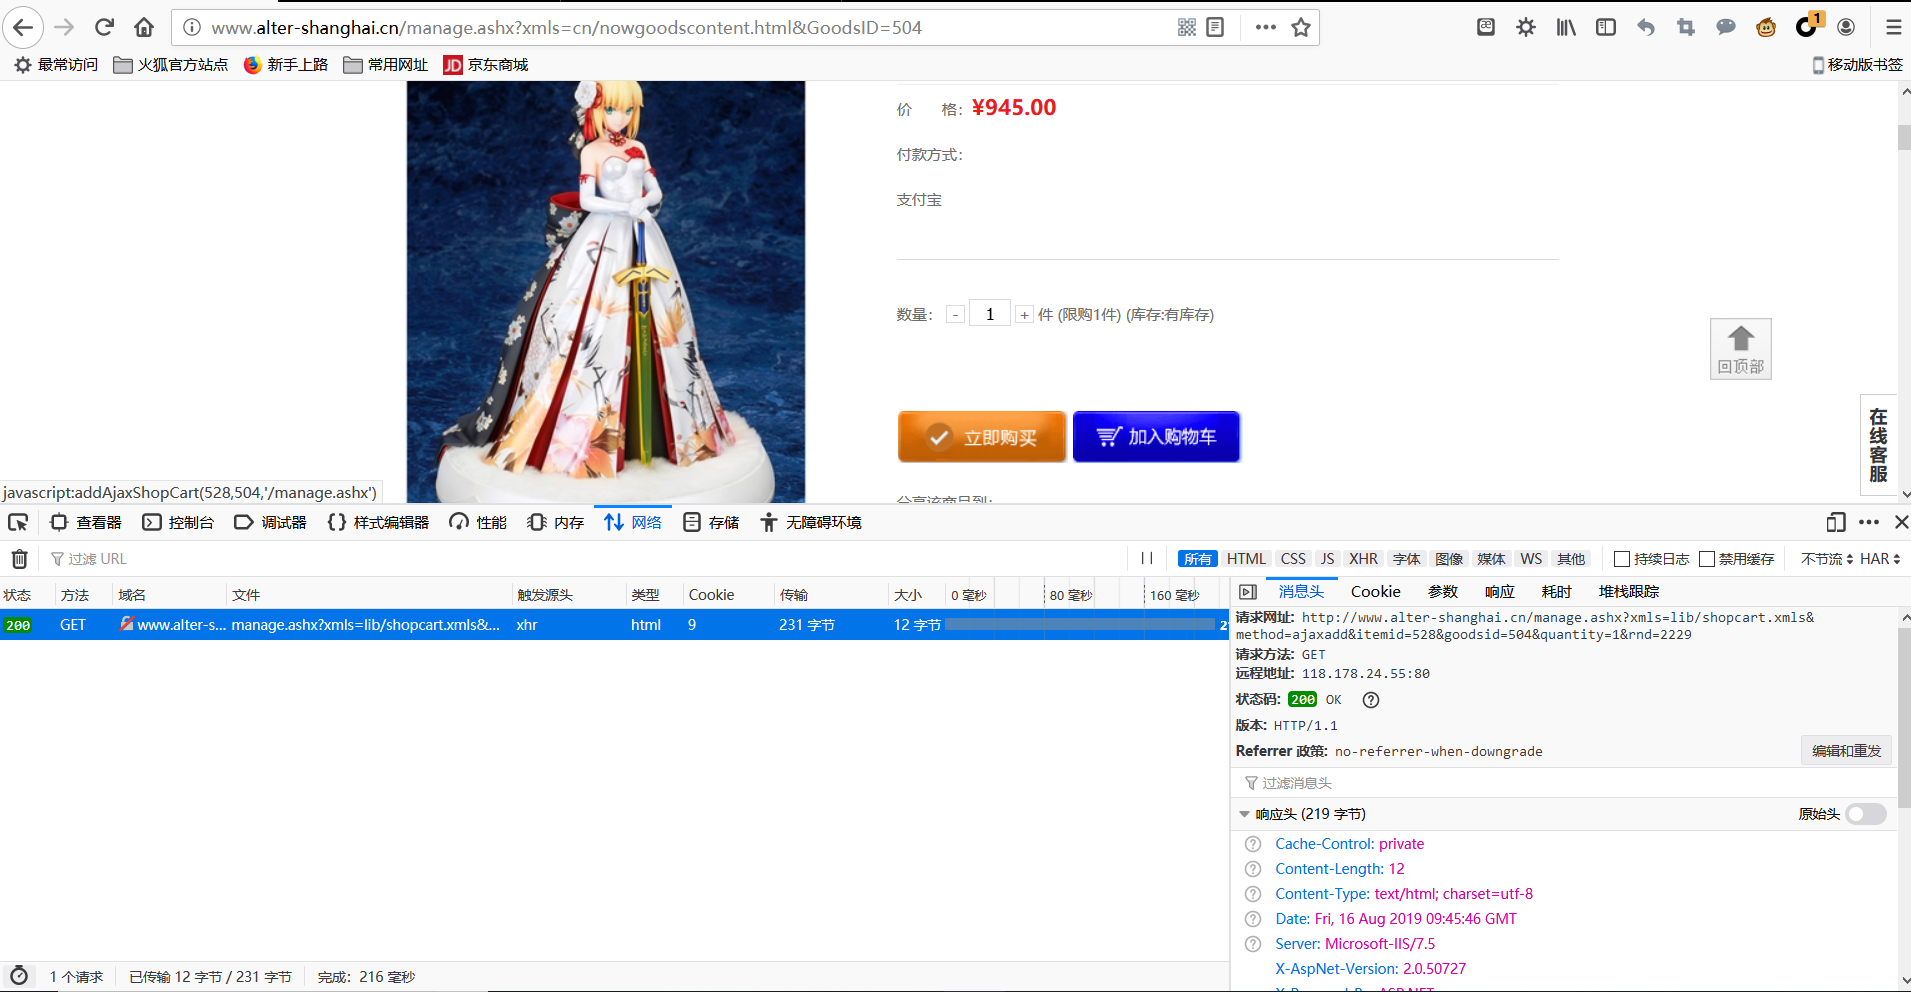 www.alter-shanghai.cn/manage.ashx?xmls=cn/nowgoodscontent.html&GoodsID=504
1
最常访问 火狐官方站点 新手上路 常用网址 JD 京东商城 移动版书签
价 格: ¥945.00
付款方式:
支付宝
数量: - 1 + 件 (限购1件) (库存:有库存)
回顶部
立即购买 加入购物车
在线客服
javascript:addAjaxShopCart(528,504,'/manage.ashx')
分享该商品到:
查看器 控制台 调试器 样式编辑器 性能 内存 网络 存储 无障碍环境
过滤 URL
所有 HTML CSS JS XHR 字体 图像 媒体 WS 其他 持续日志 禁用缓存 不节流 HAR
状态 方法 域名 文件 触发源头 类型 Cookie 传输 大小 0 毫秒 80 毫秒 160 毫秒
200 GET www.alter-s... manage.ashx?xmls=lib/shopcart.xmls&... xhr html 9 231 字节 12 字节
消息头 Cookie 参数 响应 耗时 堆栈跟踪
请求网址: http://www.alter-shanghai.cn/manage.ashx?xmls=lib/shopcart.xmls&
method=ajaxadd&itemid=528&goodsid=504&quantity=1&rnd=2229
请求方法: GET
远程地址: 118.178.24.55:80
状态码: 200 OK
版本: HTTP/1.1
Referrer 政策: no-referrer-when-downgrade
编辑和重发
过滤消息头
响应头 (219 字节) 原始头
Cache-Control: private
Content-Length: 12
Content-Type: text/html; charset=utf-8
Date: Fri, 16 Aug 2019 09:45:46 GMT
Server: Microsoft-IIS/7.5
X-AspNet-Version: 2.0.50727
1 个请求 已传输 12 字节 / 231 字节 完成: 216 毫秒